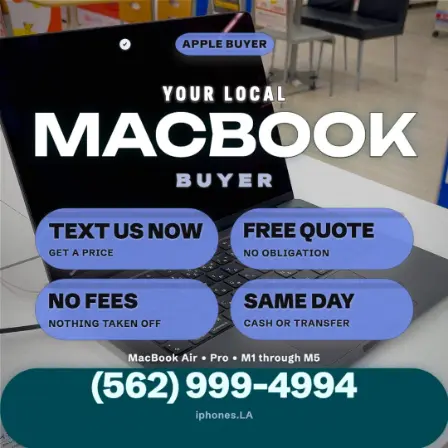 APPLE BUYER
YOUR LOCAL
MACBOOK
BUYER
TEXT US NOW
GET A PRICE
FREE QUOTE
NO OBLIGATION
NO FEES
NOTHING TAKEN OFF
SAME DAY
CASH OR TRANSFER
MacBook Air • Pro • M1 through M5
(562) 999-4994
iphones.LA